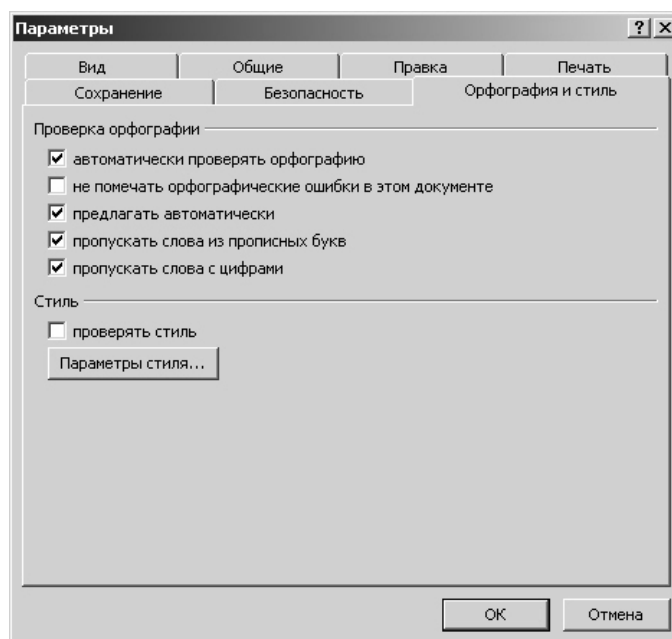 Параметры
Вид Общие Правка Печать
Сохранение Безопасность Орфография и стиль
Проверка орфографии
автоматически проверять орфографию
не помечать орфографические ошибки в этом документе
предлагать автоматически
пропускать слова из прописных букв
пропускать слова с цифрами
Стиль
проверять стиль
Параметры стиля...
ОК Отмена